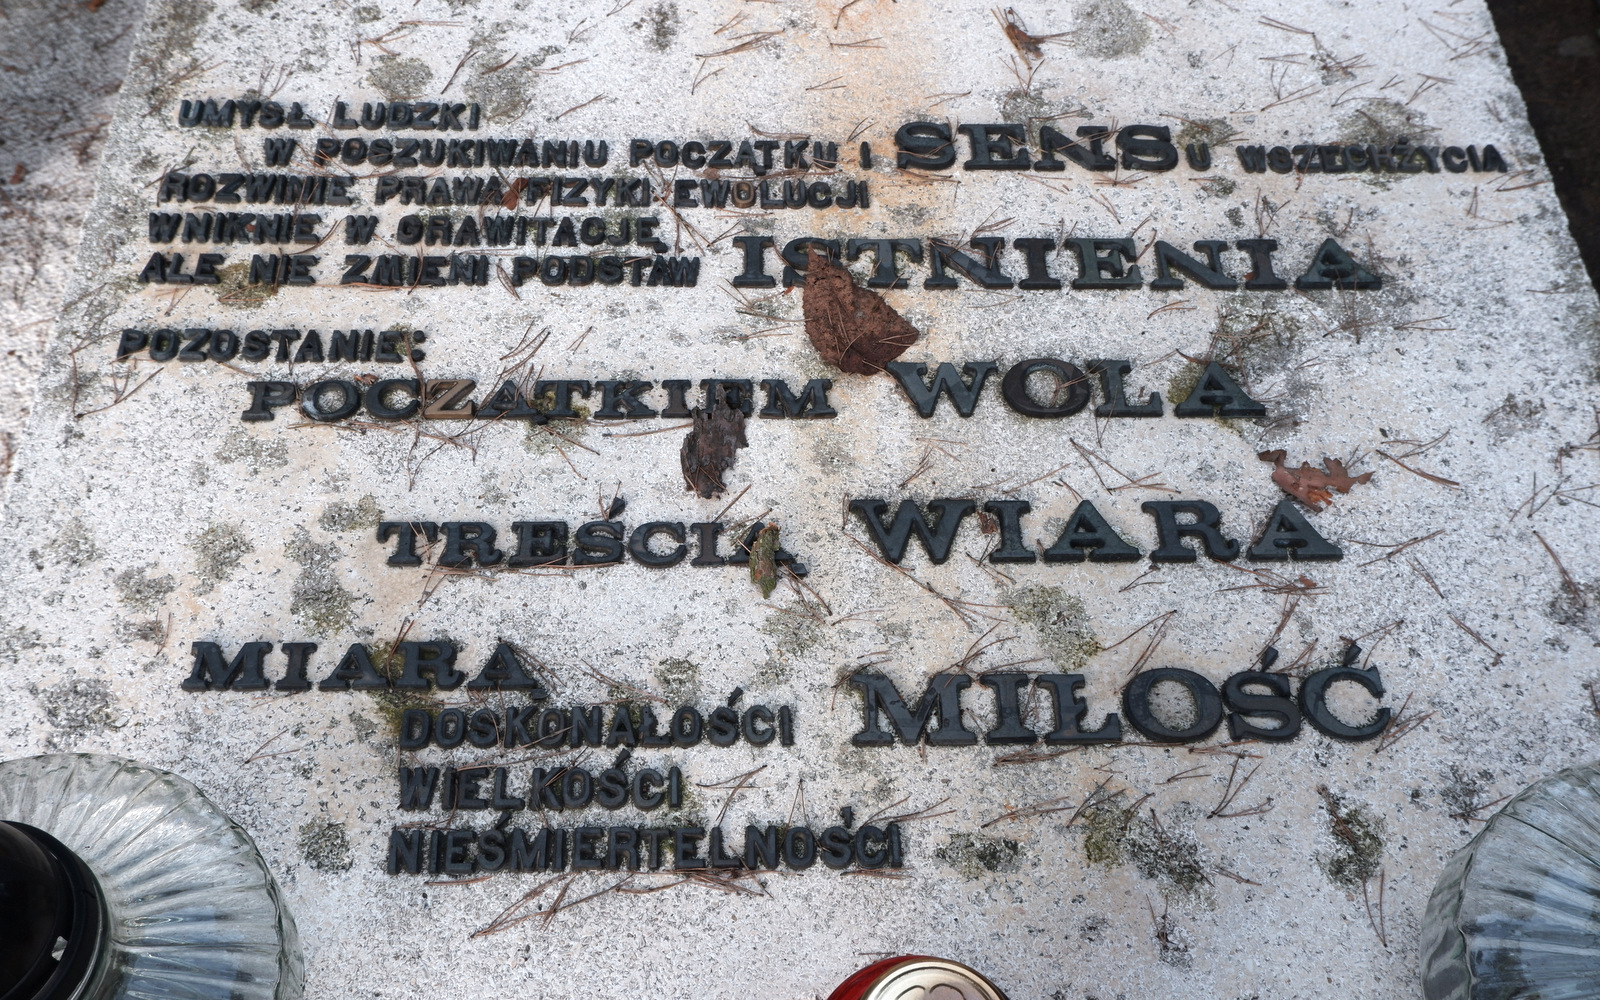 UMYSŁ LUDZKI
W POSZUKIWANIU POCZĄTKU I SENSU WSZECHŻYCIA
ROZWINIE PRAWA FIZYKI EWOLUCJI
WNIKNIE W GRAWITACJĘ
ALE NIE ZMIENI PODSTAW ISTNIENIA
POZOSTANIE:
POCZĄTKIEM WOLA
TREŚCIĄ WIARA
MIARĄ MIŁOŚĆ
DOSKONAŁOŚCI
WIELKOŚCI
NIEŚMIERTELNOŚCI